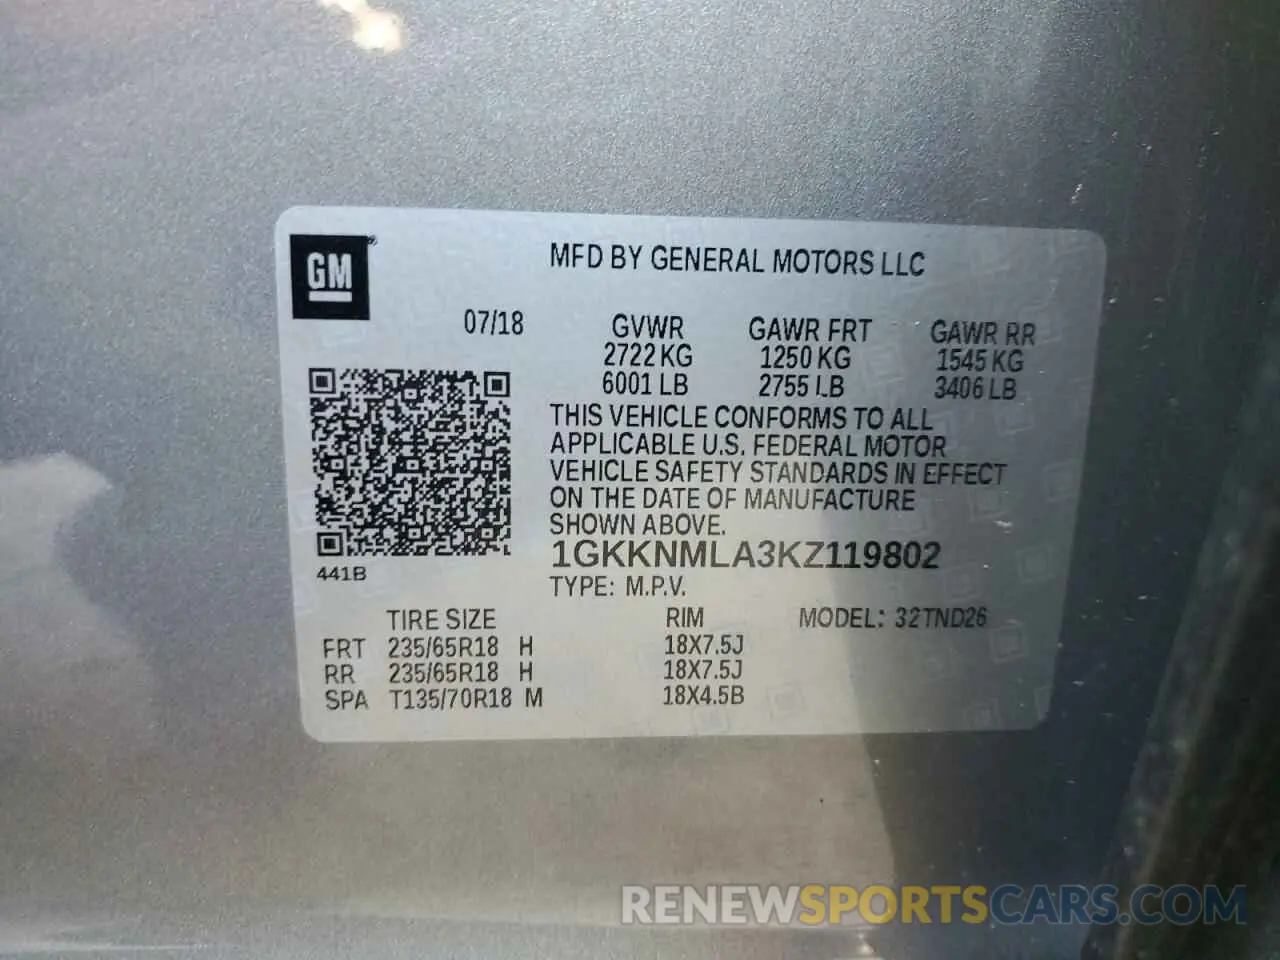 GM
MFD BY GENERAL MOTORS LLC
07/18
GVWR GAWR FRT GAWR RR
2722 KG 1250 KG 1545 KG
6001 LB 2755 LB 3406 LB
THIS VEHICLE CONFORMS TO ALL
APPLICABLE U.S. FEDERAL MOTOR
VEHICLE SAFETY STANDARDS IN EFFECT
ON THE DATE OF MANUFACTURE
SHOWN ABOVE.
1GKKNMLA3KZ119802
441B
TYPE: M.P.V.
TIRE SIZE RIM MODEL: 32TND26
FRT 235/65R18 H 18X7.5J
RR 235/65R18 H 18X7.5J
SPA T135/70R18 M 18X4.5B
RENEWSPORTSCARS.COM